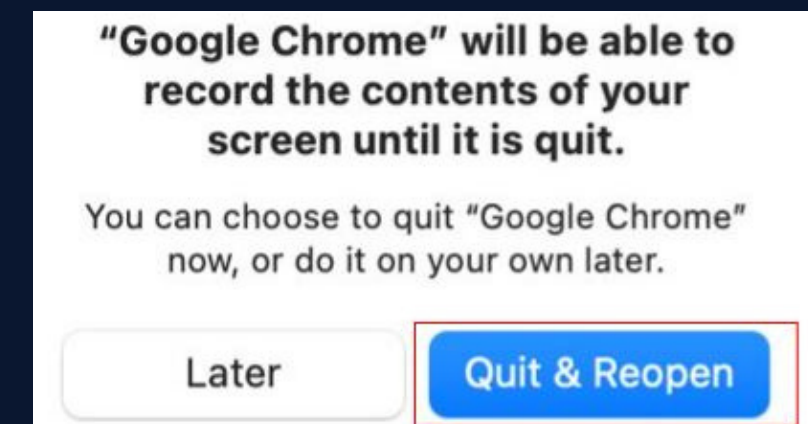 “Google Chrome” will be able to
record the contents of your
screen until it is quit.
You can choose to quit “Google Chrome”
now, or do it on your own later.
Later
Quit & Reopen